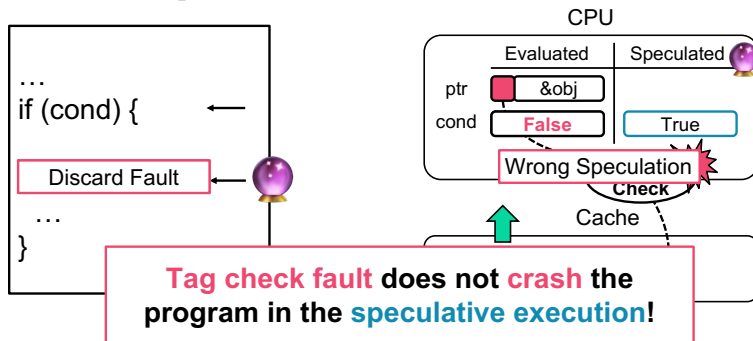 …
if (cond) {
Discard Fault
…
}
CPU
Evaluated Speculated
ptr &obj
cond False True
Wrong Speculation
Check
Cache
Tag check fault does not crash the
program in the speculative execution!